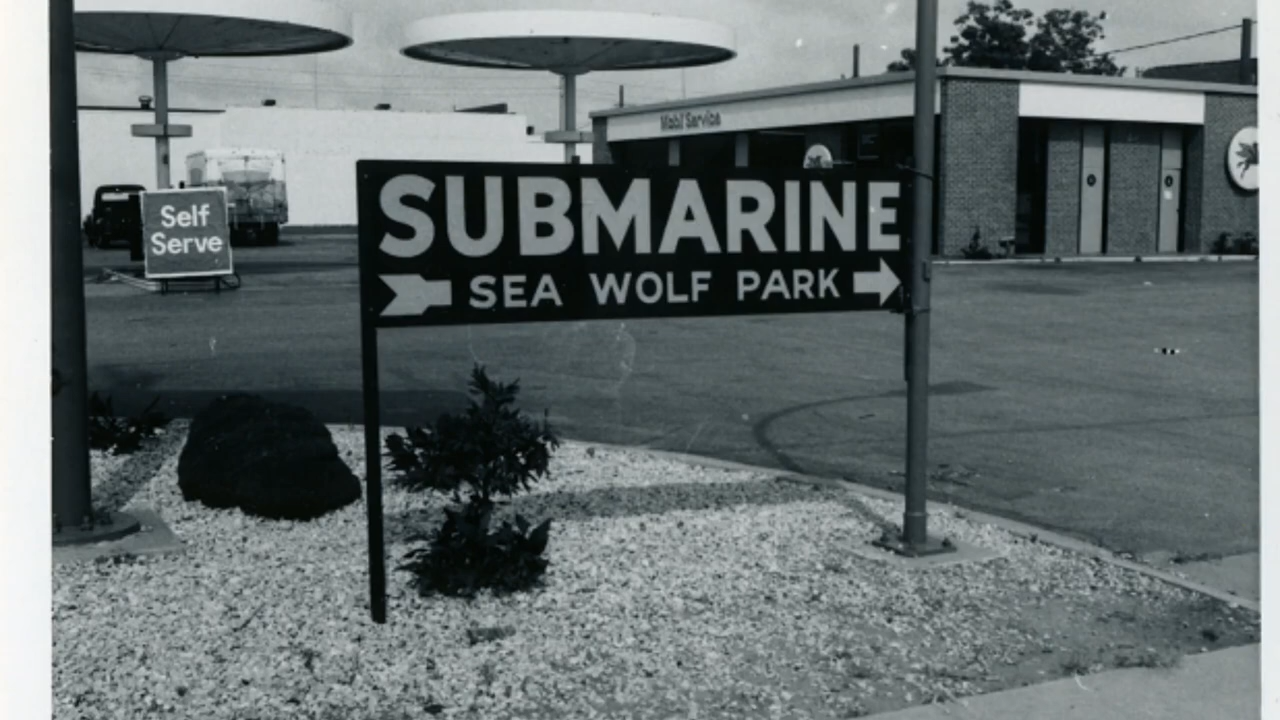 Mobil Service
SUBMARINE
SEA WOLF PARK
Self
Serve